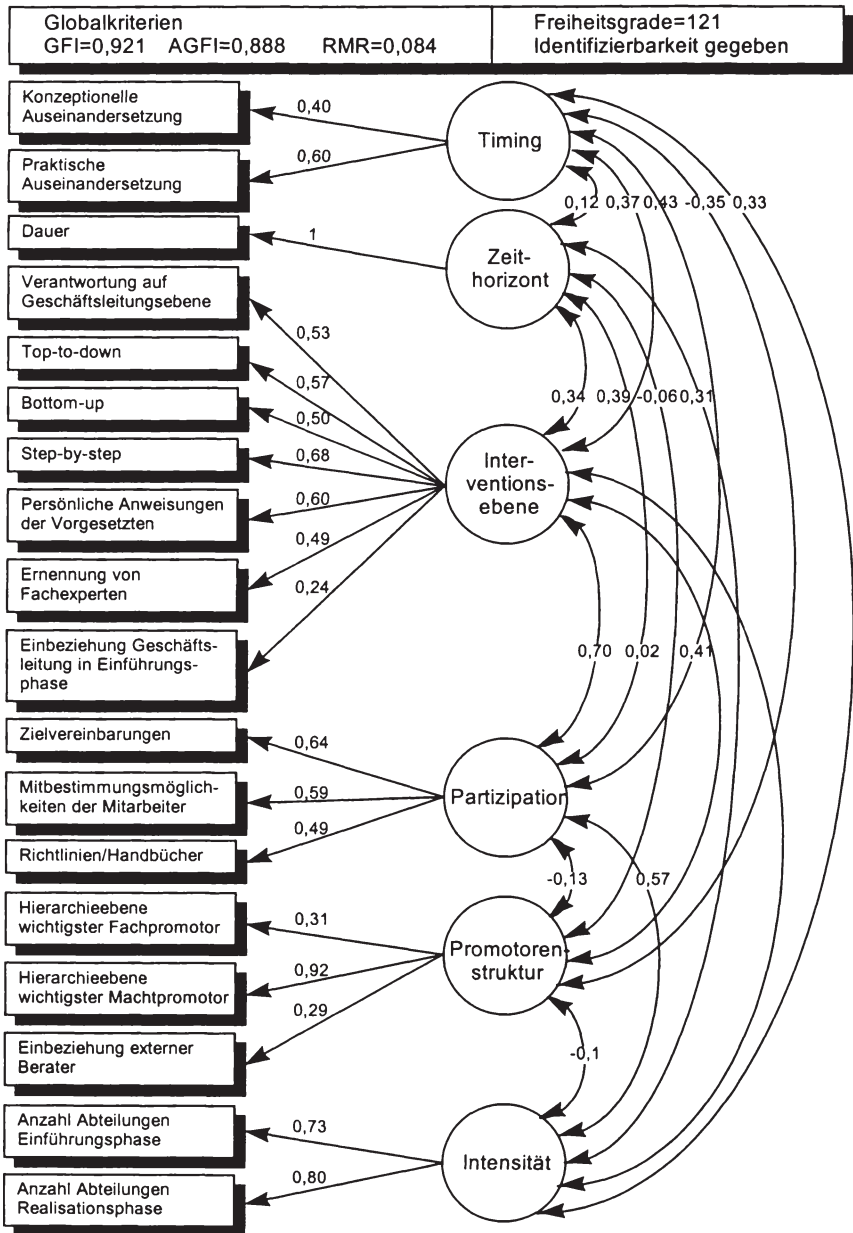 Globalkriterien
GFI=0,921 AGFI=0,888 RMR=0,084
Freiheitsgrade=121
Identifizierbarkeit gegeben
Konzeptionelle
Auseinandersetzung
0,40
Timing
Praktische
Auseinandersetzung
0,60
0,12 0,37 0,43 -0,35 0,33
Dauer
1
Zeit-
horizont
Verantwortung auf
Geschäftsleitungsebene
0,53
Top-to-down
0,57
0,34 0,39 -0,06 0,31
Bottom-up
0,50
Step-by-step
0,68
Inter-
ventions-
ebene
Persönliche Anweisungen
der Vorgesetzten
0,60
Ernennung von
Fachexperten
0,49
0,24
Einbeziehung Geschäfts-
leitung in Einführungs-
phase
0,70 0,02 0,41
Zielvereinbarungen
0,64
Mitbestimmungsmöglich-
keiten der Mitarbeiter
0,59
Partizipation
Richtlinien/Handbücher
0,49
-0,13 0,57
Hierarchieebene
wichtigster Fachpromotor
0,31
Promotoren-
struktur
Hierarchieebene
wichtigster Machtpromotor
0,92
0,29
Einbeziehung externer
Berater
-0,1
Anzahl Abteilungen
Einführungsphase
0,73
Intensität
Anzahl Abteilungen
Realisationsphase
0,80